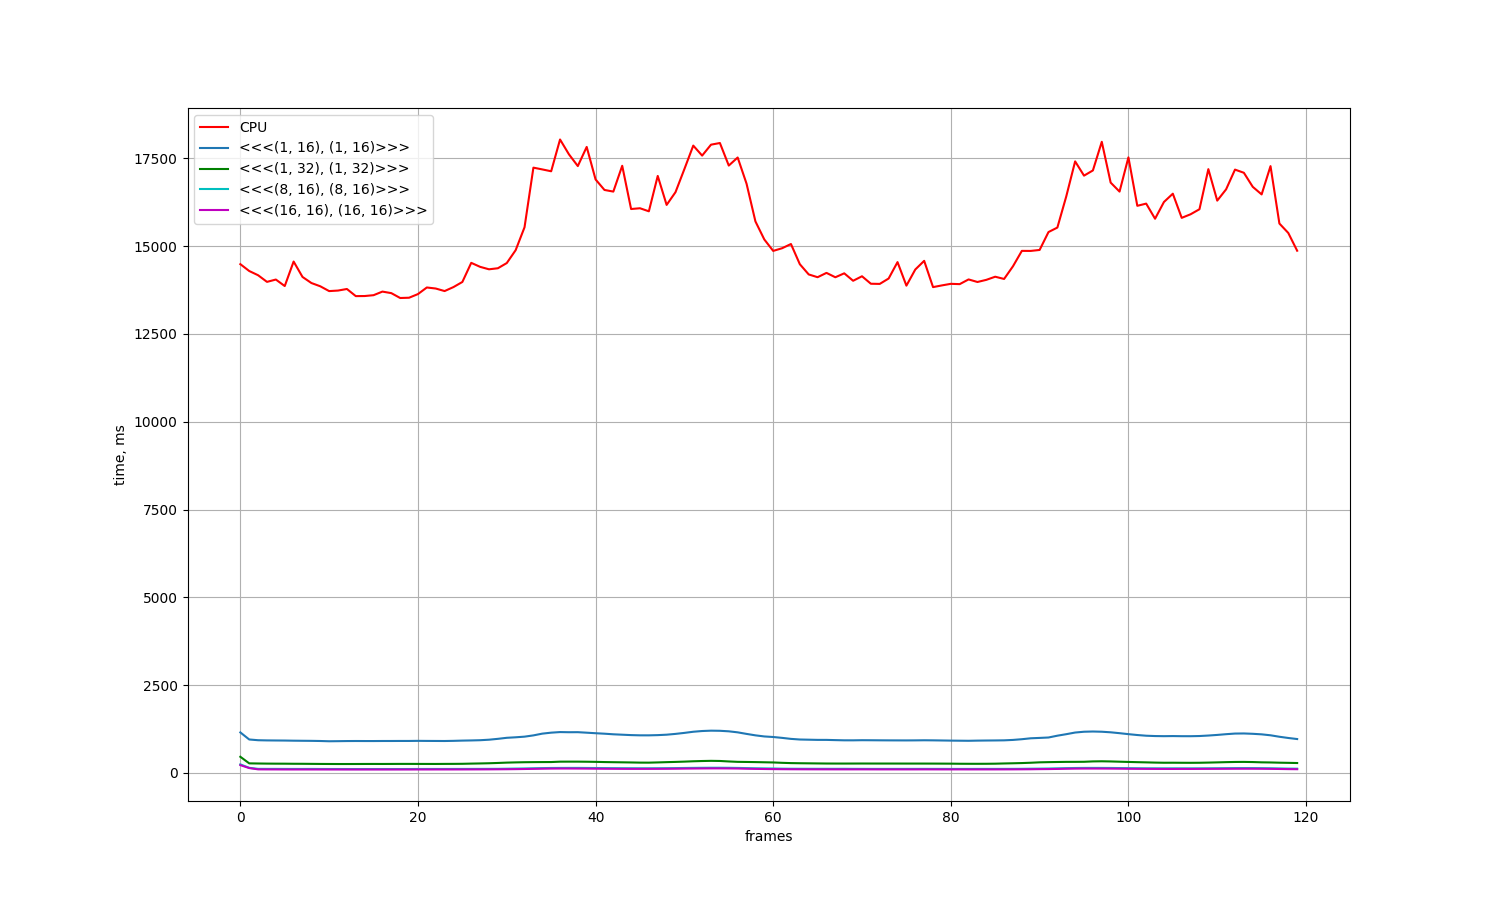 CPU
<<<(1, 16), (1, 16)>>>
<<<(1, 32), (1, 32)>>>
<<<(8, 16), (8, 16)>>>
<<<(16, 16), (16, 16)>>>
17500
15000
12500
10000
7500
5000
2500
0
time, ms
0 20 40 60 80 100 120
frames